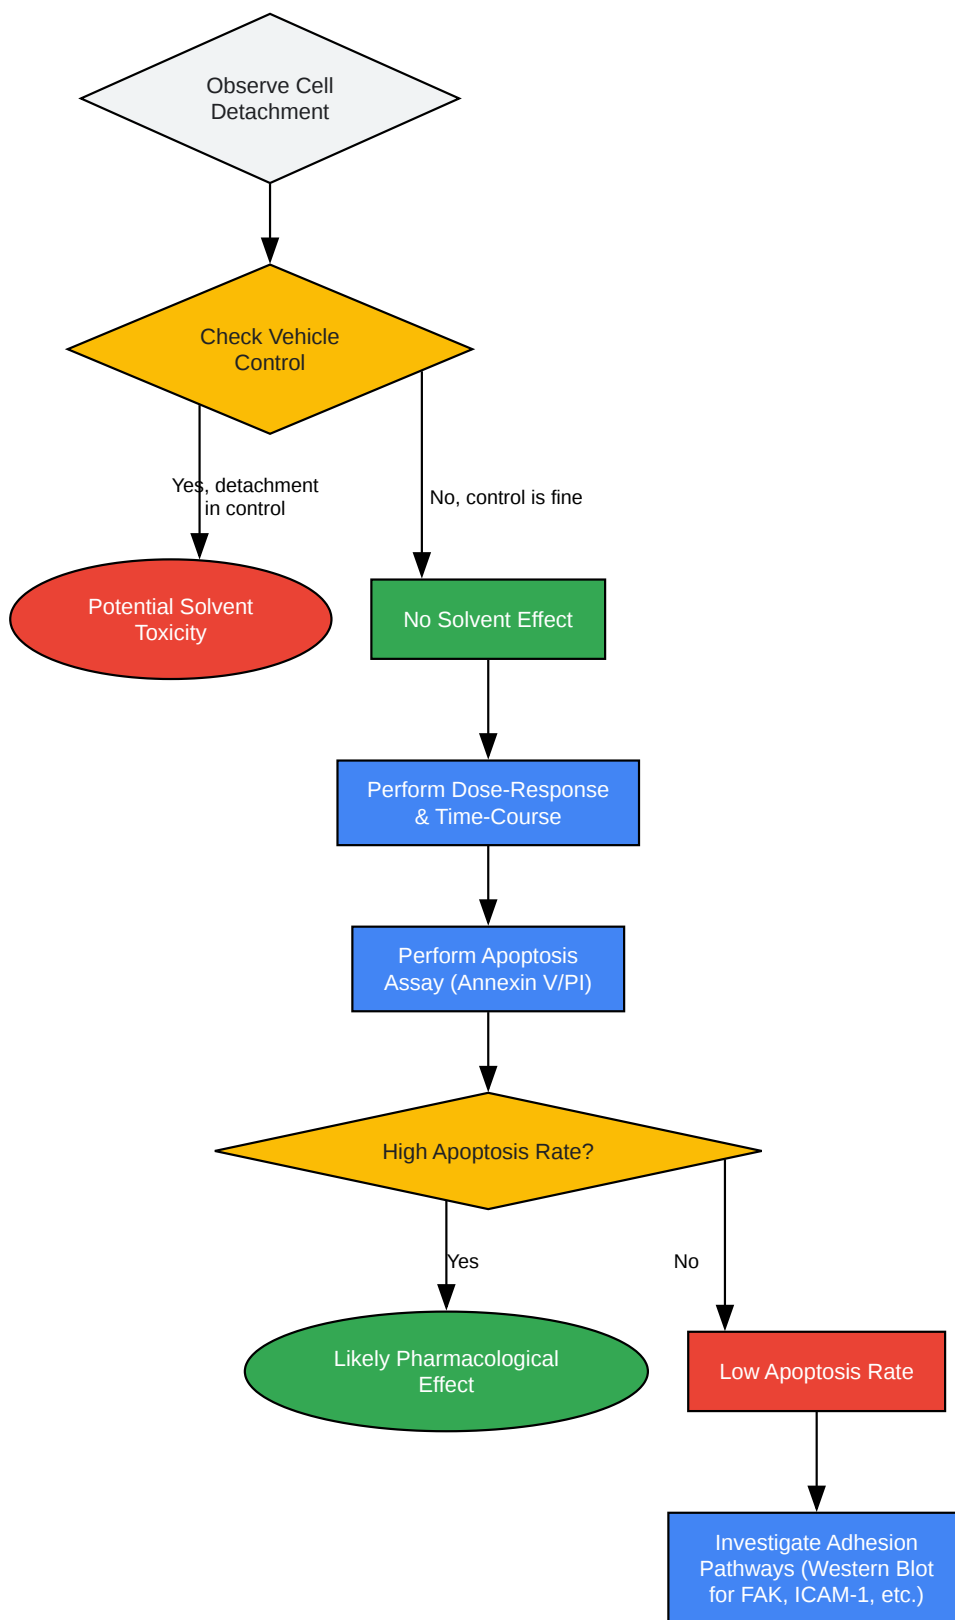 Observe Cell
Detachment
Check Vehicle
Control
Yes, detachment
in control
No, control is fine
Potential Solvent
Toxicity
No Solvent Effect
Perform Dose-Response
& Time-Course
Perform Apoptosis
Assay (Annexin V/PI)
High Apoptosis Rate?
Yes
No
Likely Pharmacological
Effect
Low Apoptosis Rate
Investigate Adhesion
Pathways (Western Blot
for FAK, ICAM-1, etc.)